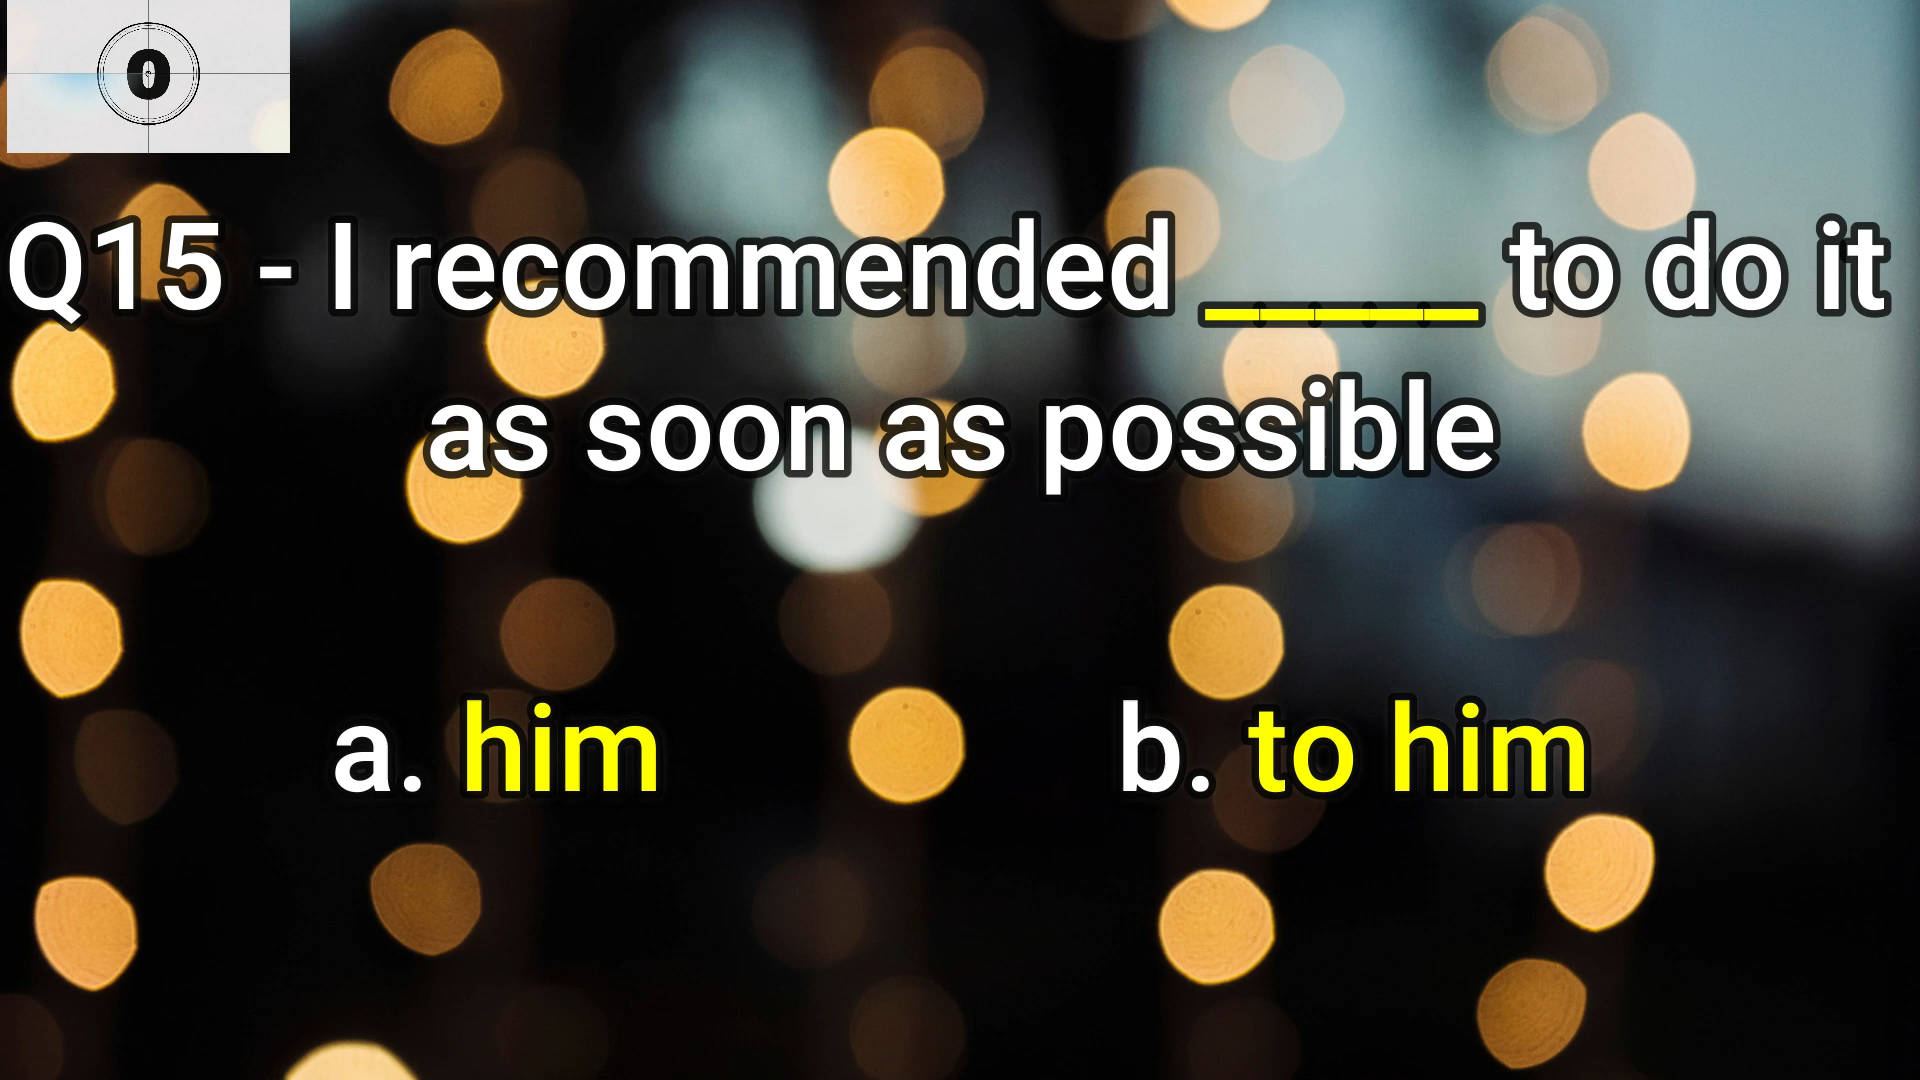 0
Q15 - I recommended _____ to do it
as soon as possible
a. him
b. to him